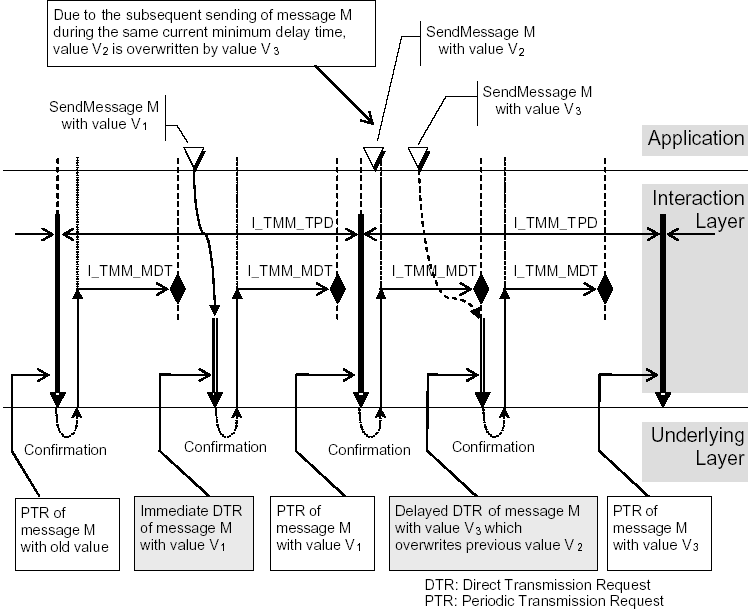 Due to the subsequent sending of message M
during the same current minimum delay time,
value V2 is overwritten by value V3
SendMessage M
with value V2
SendMessage M
with value V3
SendMessage M
with value V1
Application
Interaction
Layer
I_TMM_TPD
I_TMM_TPD
I_TMM_MDT
I_TMM_MDT
I_TMM_MDT
I_TMM_MDT
Confirmation
Confirmation
Confirmation
Confirmation
Underlying
Layer
PTR of
message M
with old value
Immediate DTR
of message M
with value V1
PTR of
message M
with value V1
Delayed DTR of message M
with value V3 which
overwrites previous value V2
PTR of
message M
with value V3
DTR: Direct Transmission Request
PTR: Periodic Transmission Request